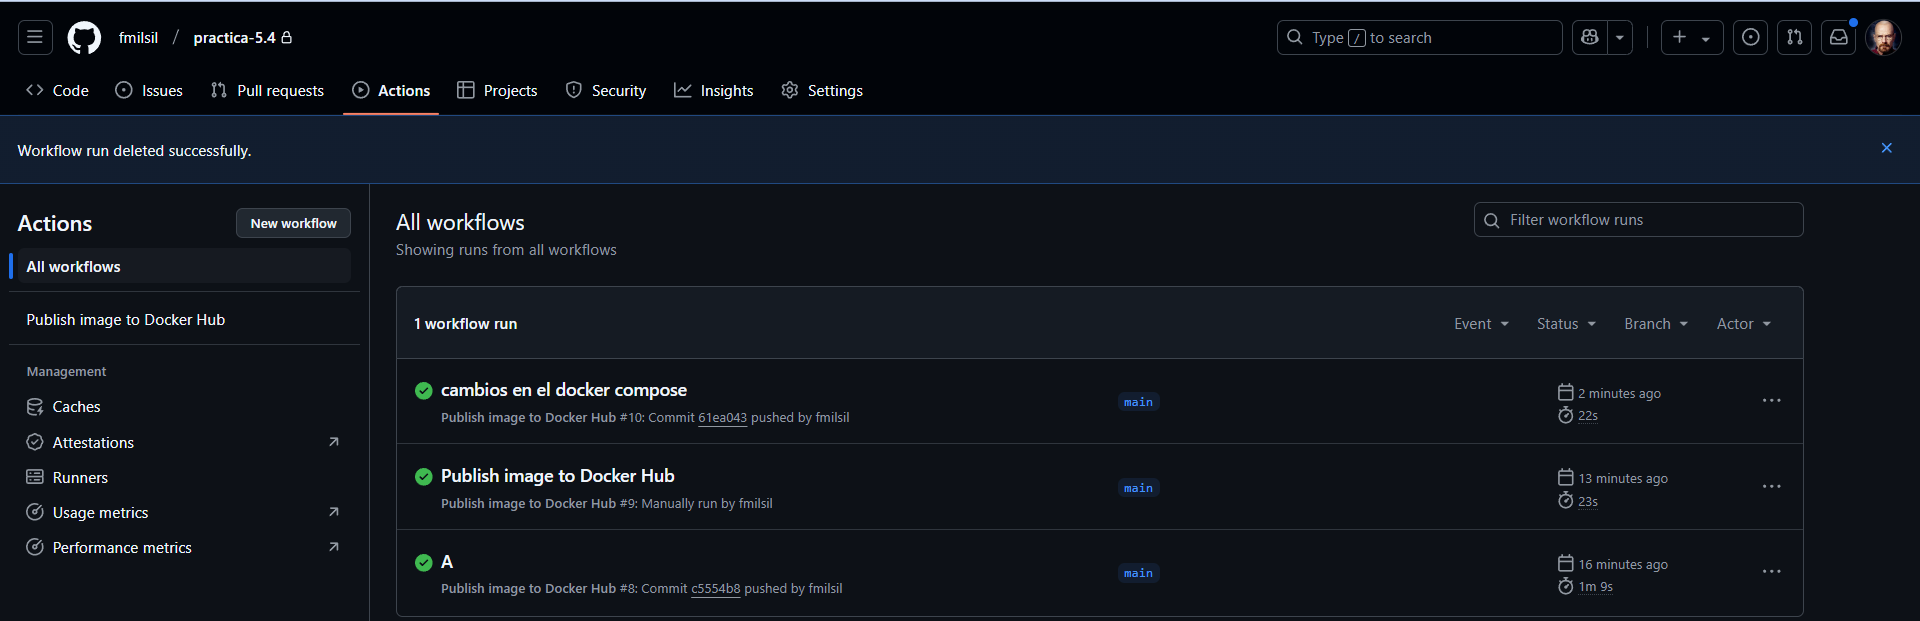 fmilsil / practica-5.4
Type / to search
Code Issues Pull requests Actions Projects Security Insights Settings
Workflow run deleted successfully.
Actions
New workflow
All workflows
Publish image to Docker Hub
Management
Caches
Attestations
Runners
Usage metrics
Performance metrics
All workflows
Showing runs from all workflows
Filter workflow runs
1 workflow run
Event Status Branch Actor
cambios en el docker compose
Publish image to Docker Hub #10: Commit 61ea043 pushed by fmilsil
main
2 minutes ago
22s
Publish image to Docker Hub
Publish image to Docker Hub #9: Manually run by fmilsil
main
13 minutes ago
23s
A
Publish image to Docker Hub #8: Commit c5554b8 pushed by fmilsil
main
16 minutes ago
1m 9s